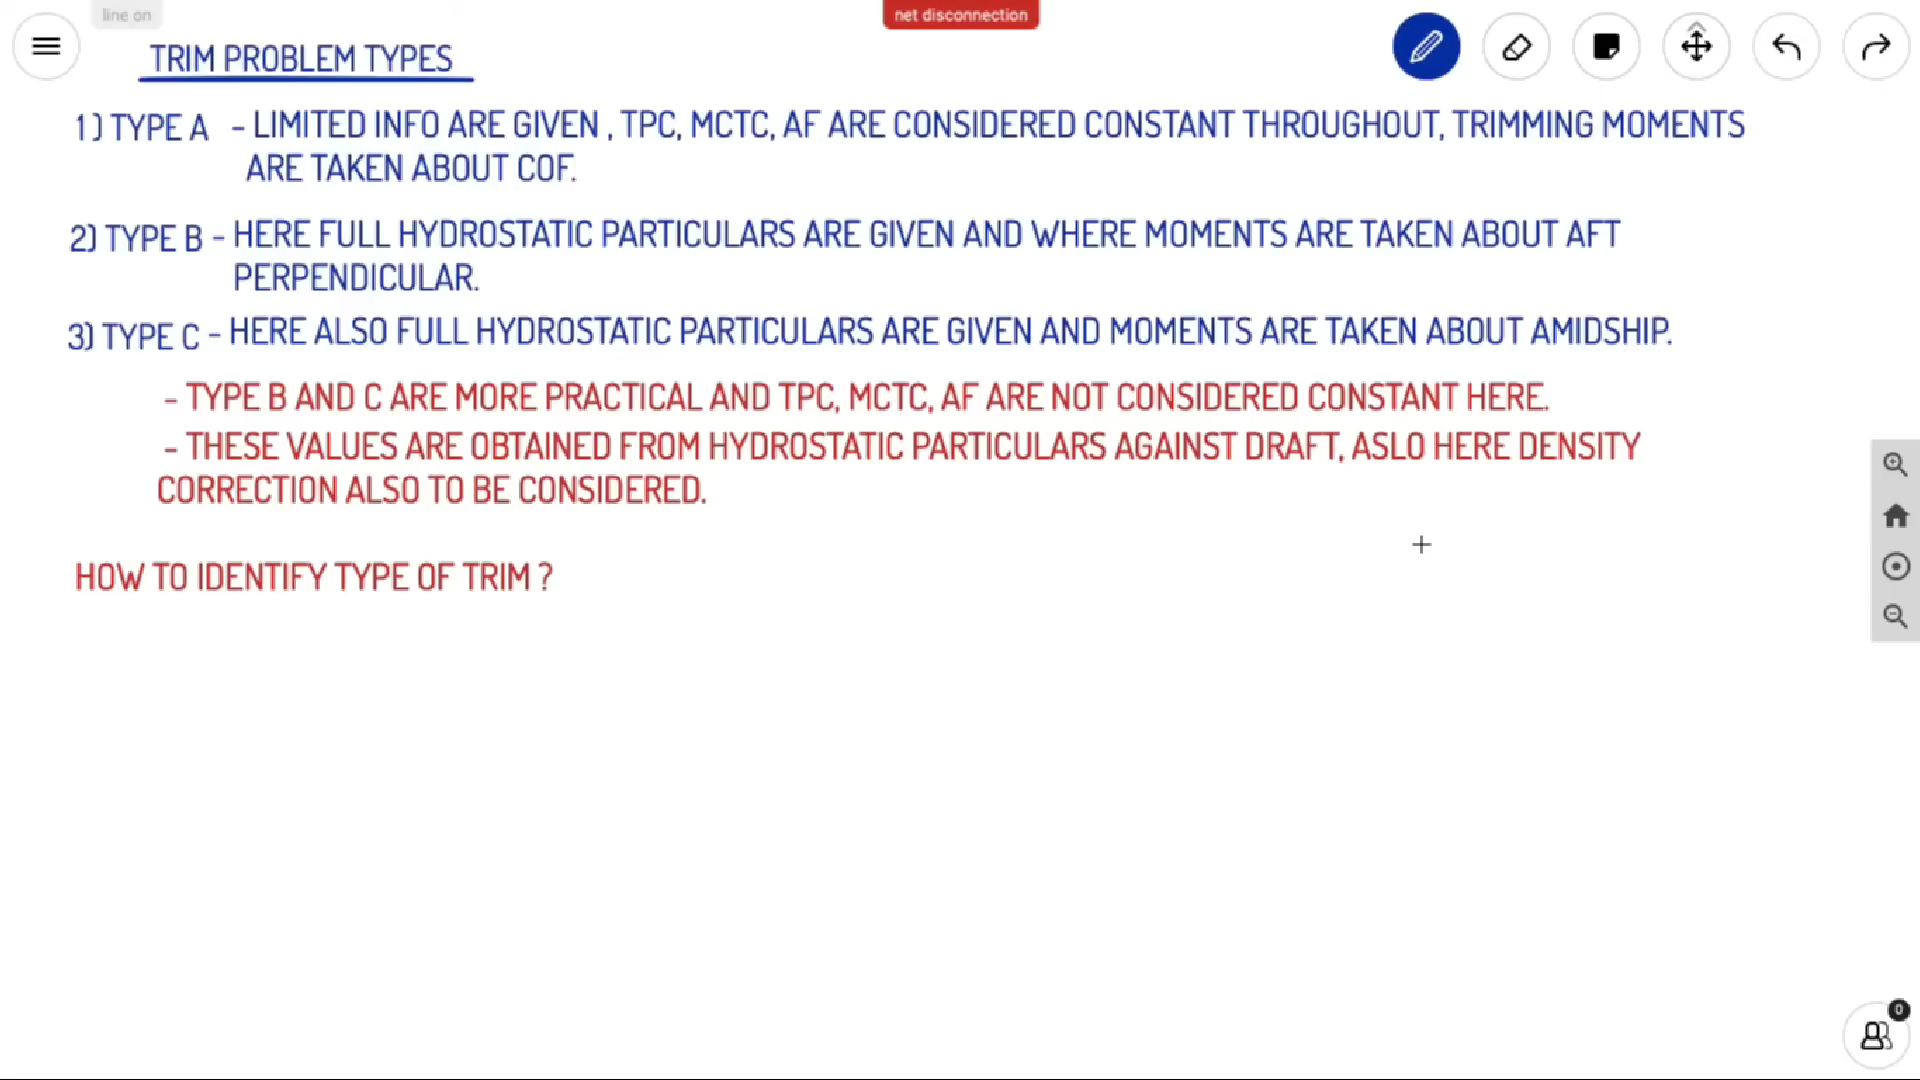 line on
net disconnection
TRIM PROBLEM TYPES
1) TYPE A - LIMITED INFO ARE GIVEN , TPC, MCTC, AF ARE CONSIDERED CONSTANT THROUGHOUT, TRIMMING MOMENTS
ARE TAKEN ABOUT COF.
2) TYPE B - HERE FULL HYDROSTATIC PARTICULARS ARE GIVEN AND WHERE MOMENTS ARE TAKEN ABOUT AFT
PERPENDICULAR.
3) TYPE C - HERE ALSO FULL HYDROSTATIC PARTICULARS ARE GIVEN AND MOMENTS ARE TAKEN ABOUT AMIDSHIP.
- TYPE B AND C ARE MORE PRACTICAL AND TPC, MCTC, AF ARE NOT CONSIDERED CONSTANT HERE.
- THESE VALUES ARE OBTAINED FROM HYDROSTATIC PARTICULARS AGAINST DRAFT, ASLO HERE DENSITY
CORRECTION ALSO TO BE CONSIDERED.
HOW TO IDENTIFY TYPE OF TRIM ?
0